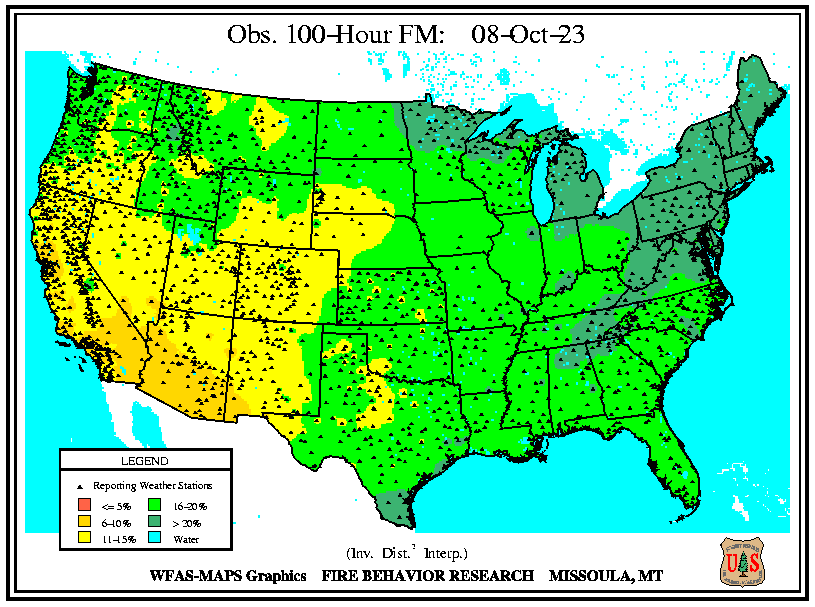 Obs. 100-Hour FM: 08-Oct-23
LEGEND
Reporting Weather Stations
<= 5% 16-20%
6-10% > 20%
11-15% Water
(Inv. Dist.² Interp.)
WFAS-MAPS Graphics FIRE BEHAVIOR RESEARCH MISSOULA, MT
U S